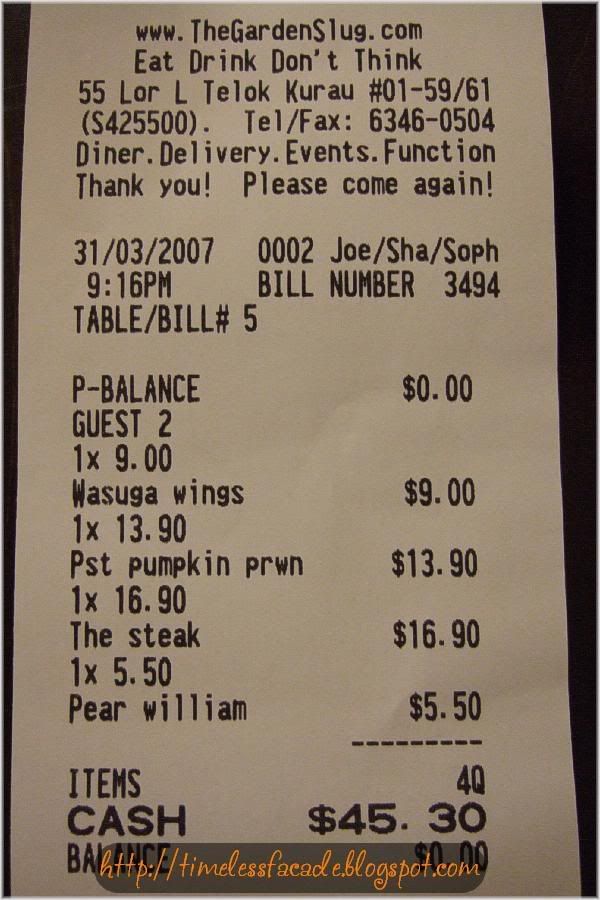 www.TheGardenSlug.com
Eat Drink Don't Think
55 Lor L Telok Kurau #01-59/61
(S425500). Tel/Fax: 6346-0504
Diner.Delivery.Events.Function
Thank you! Please come again!
31/03/2007 0002 Joe/Sha/Soph
9:16PM BILL NUMBER 3494
TABLE/BILL# 5
P-BALANCE $0.00
GUEST 2
1x 9.00
Wasuga wings $9.00
1x 13.90
Pst pumpkin prwn $13.90
1x 16.90
The steak $16.90
1x 5.50
Pear william $5.50
---------
ITEMS 4Q
CASH $45.30
BALANCE $0.00
http://timelessfacade.blogspot.com